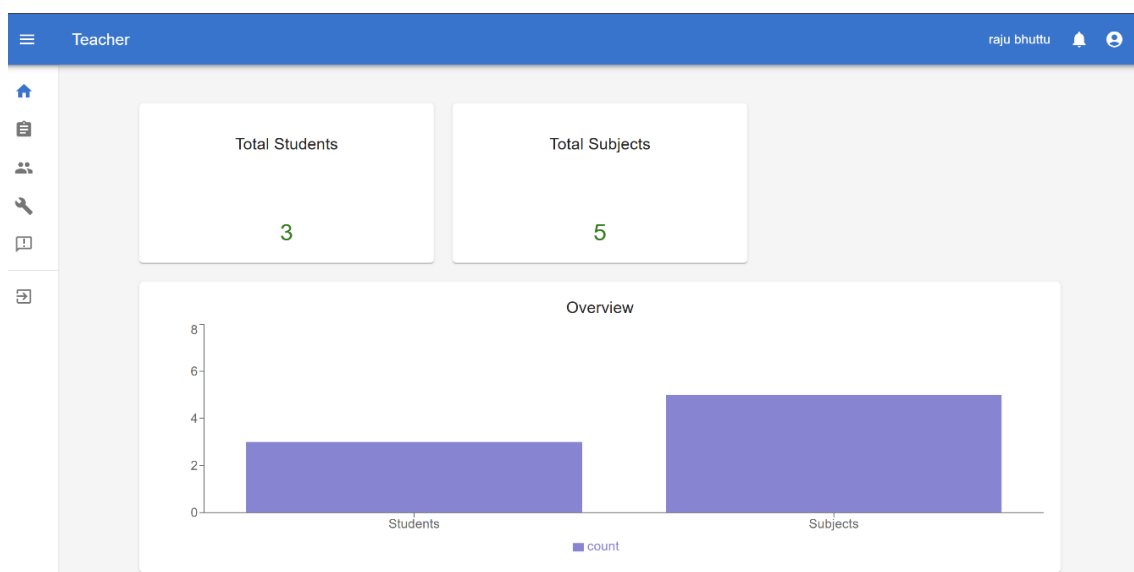 Teacher
raju bhuttu
Total Students
Total Subjects
3
5
Overview
8
6
4
2
0
Students
Subjects
count